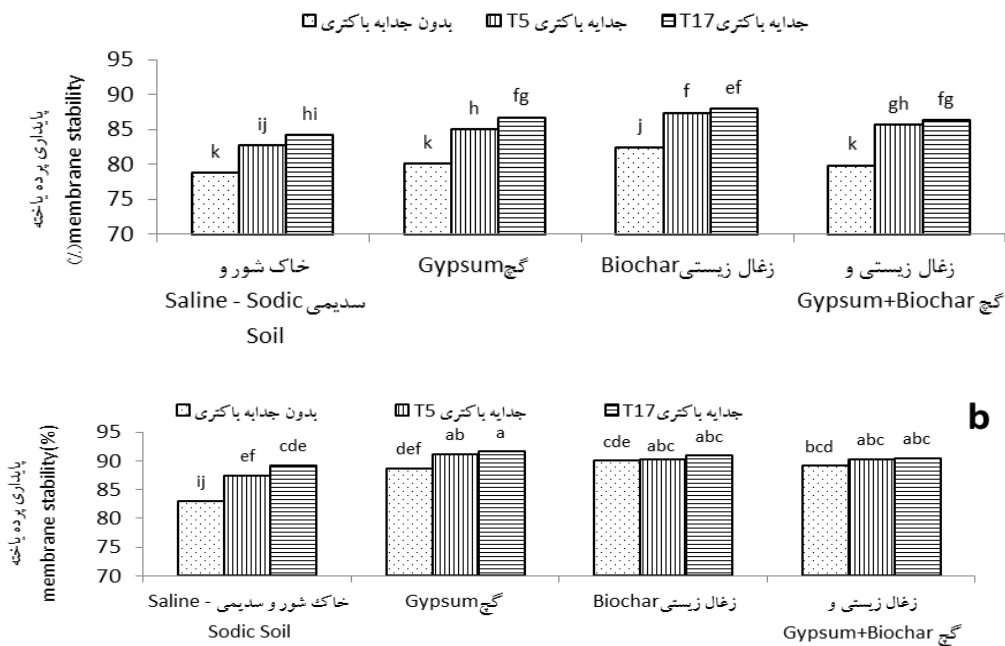 بدون جدایه باکتری جدایه باکتری T5 جدایه باکتری T17
95
90
85
80
75
70
پایداری پرده یاخته
membrane stability(٪)
k ij hi k h fg j f ef k gh fg
خاک شور و سدیمی Saline - Sodic Soil
گچ Gypsum
زغال زیستی Biochar
زغال زیستی و گچ Gypsum+Biochar
بدون جدابه باکتری جدایه باکتری T5 جدایه باکتری T17
b
95
90
85
80
75
70
پایداری پرده یاخته
membrane stability(%)
ij ef cde def ab a cde abc abc bcd abc abc
خاک شور و سدیمی - Saline
Sodic Soil
گچ Gypsum
زغال زیستی Biochar
زغال زیستی و
گچ Gypsum+Biochar